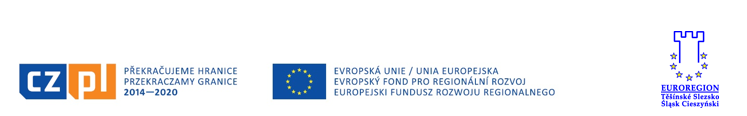 cz pl
PŘEKRAČUJEME HRANICE
PRZEKRACZAMY GRANICE
2014—2020
EVROPSKÁ UNIE / UNIA EUROPEJSKA
EVROPSKÝ FOND PRO REGIONÁLNÍ ROZVOJ
EUROPEJSKI FUNDUSZ ROZWOJU REGIONALNEGO
EUROREGION
Těšínské Slezsko
Śląsk Cieszyński